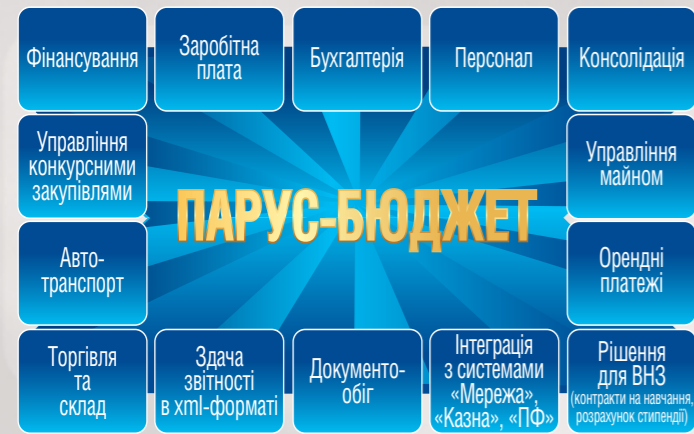 Фінансування
Заробітна
плата
Бухгалтерія
Персонал
Консолідація
Управління
конкурсними
закупівлями
Управління
майном
ПАРУС-БЮДЖЕТ
Авто-
транспорт
Орендні
платежі
Торгівля
та
склад
Здача
звітності
в xml-форматі
Документо-
обіг
Інтеграція
з системами
«Мережа»,
«Казна», «ПФ»
Рішення
для ВНЗ
(контракти на навчання,
розрахунок стипендії)